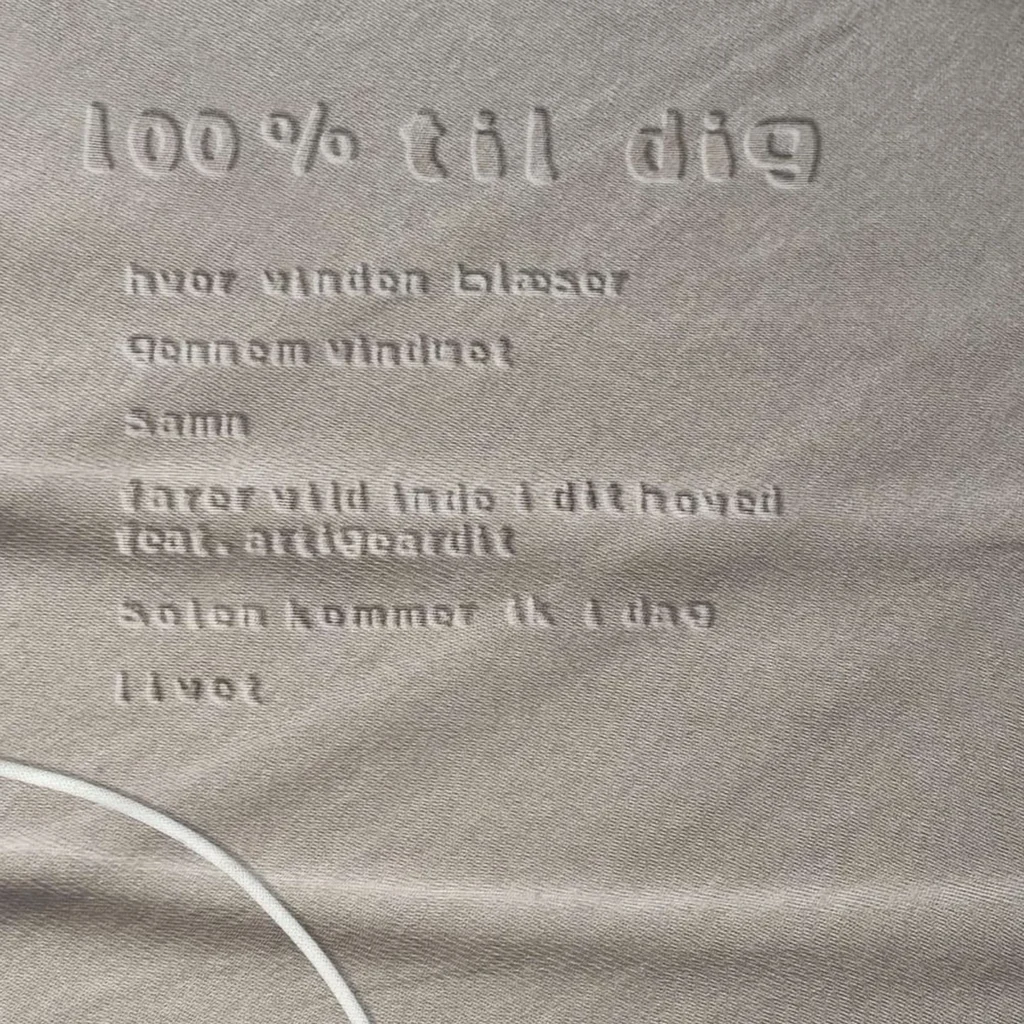 100% til dig
hvor vinden blæser
gennem vinduet
samn
farer vild inde i dit hoved
feat. artigeardit
solen kommer ik i dag
livet